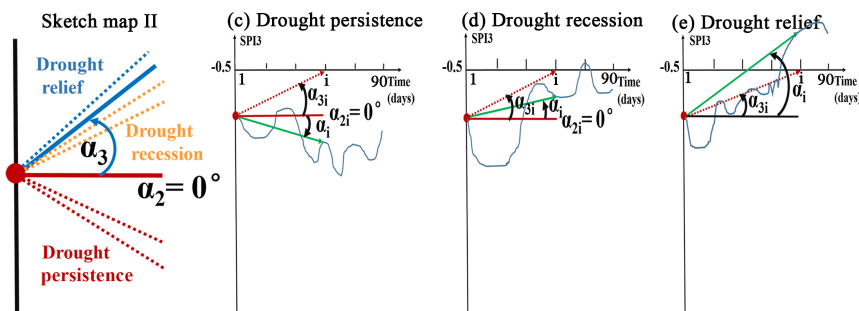 Sketch map II
Drought
relief
Drought
recession
α3
α2= 0°
Drought
persistence
(c) Drought persistence
SPI3
-0.5
1
i
90
Time
(days)
α3i
α2i= 0°
αi
(d) Drought recession
SPI3
-0.5
1
i
90
Time
(days)
α3i
αi
α2i= 0°
(e) Drought relief
SPI3
-0.5
1
i
90
Time
(days)
α3i
αi